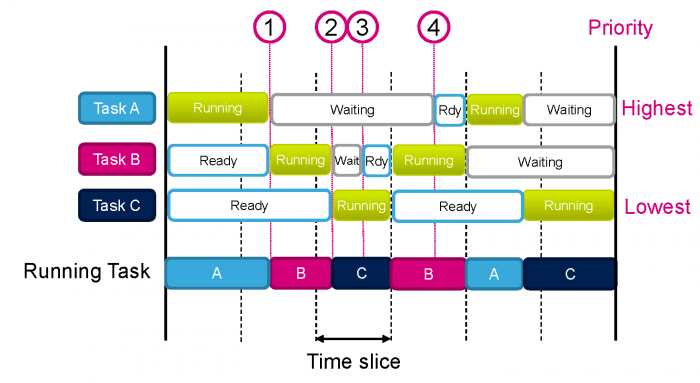 1 2 3 4 Priority
Task A Running Waiting Rdy Running Waiting Highest
Task B Ready Running Wait Rdy Running Waiting
Task C Ready Running Ready Running Lowest
Running Task A B C B A C
Time slice